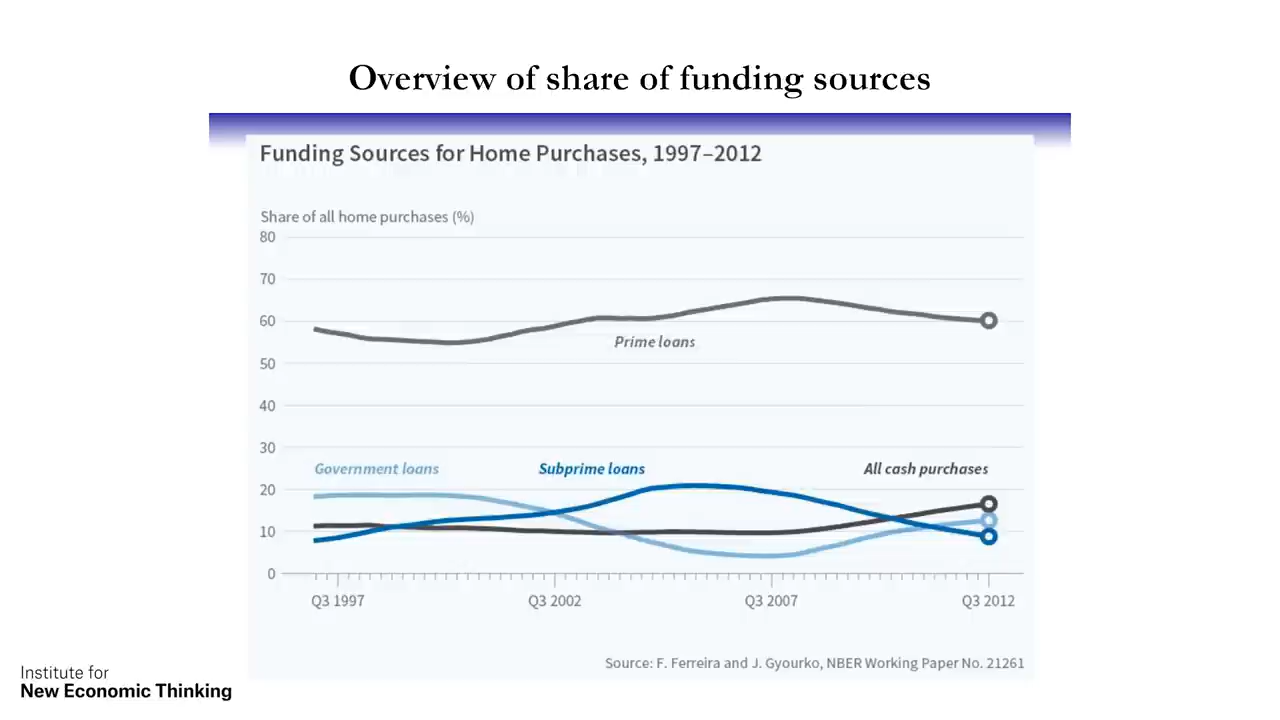 Overview of share of funding sources
Funding Sources for Home Purchases, 1997–2012
Share of all home purchases (%)
80
70
60
Prime loans
50
40
30
Government loans
Subprime loans
All cash purchases
20
10
0
Q3 1997
Q3 2002
Q3 2007
Q3 2012
Source: F. Ferreira and J. Gyourko, NBER Working Paper No. 21261
Institute for
New Economic Thinking